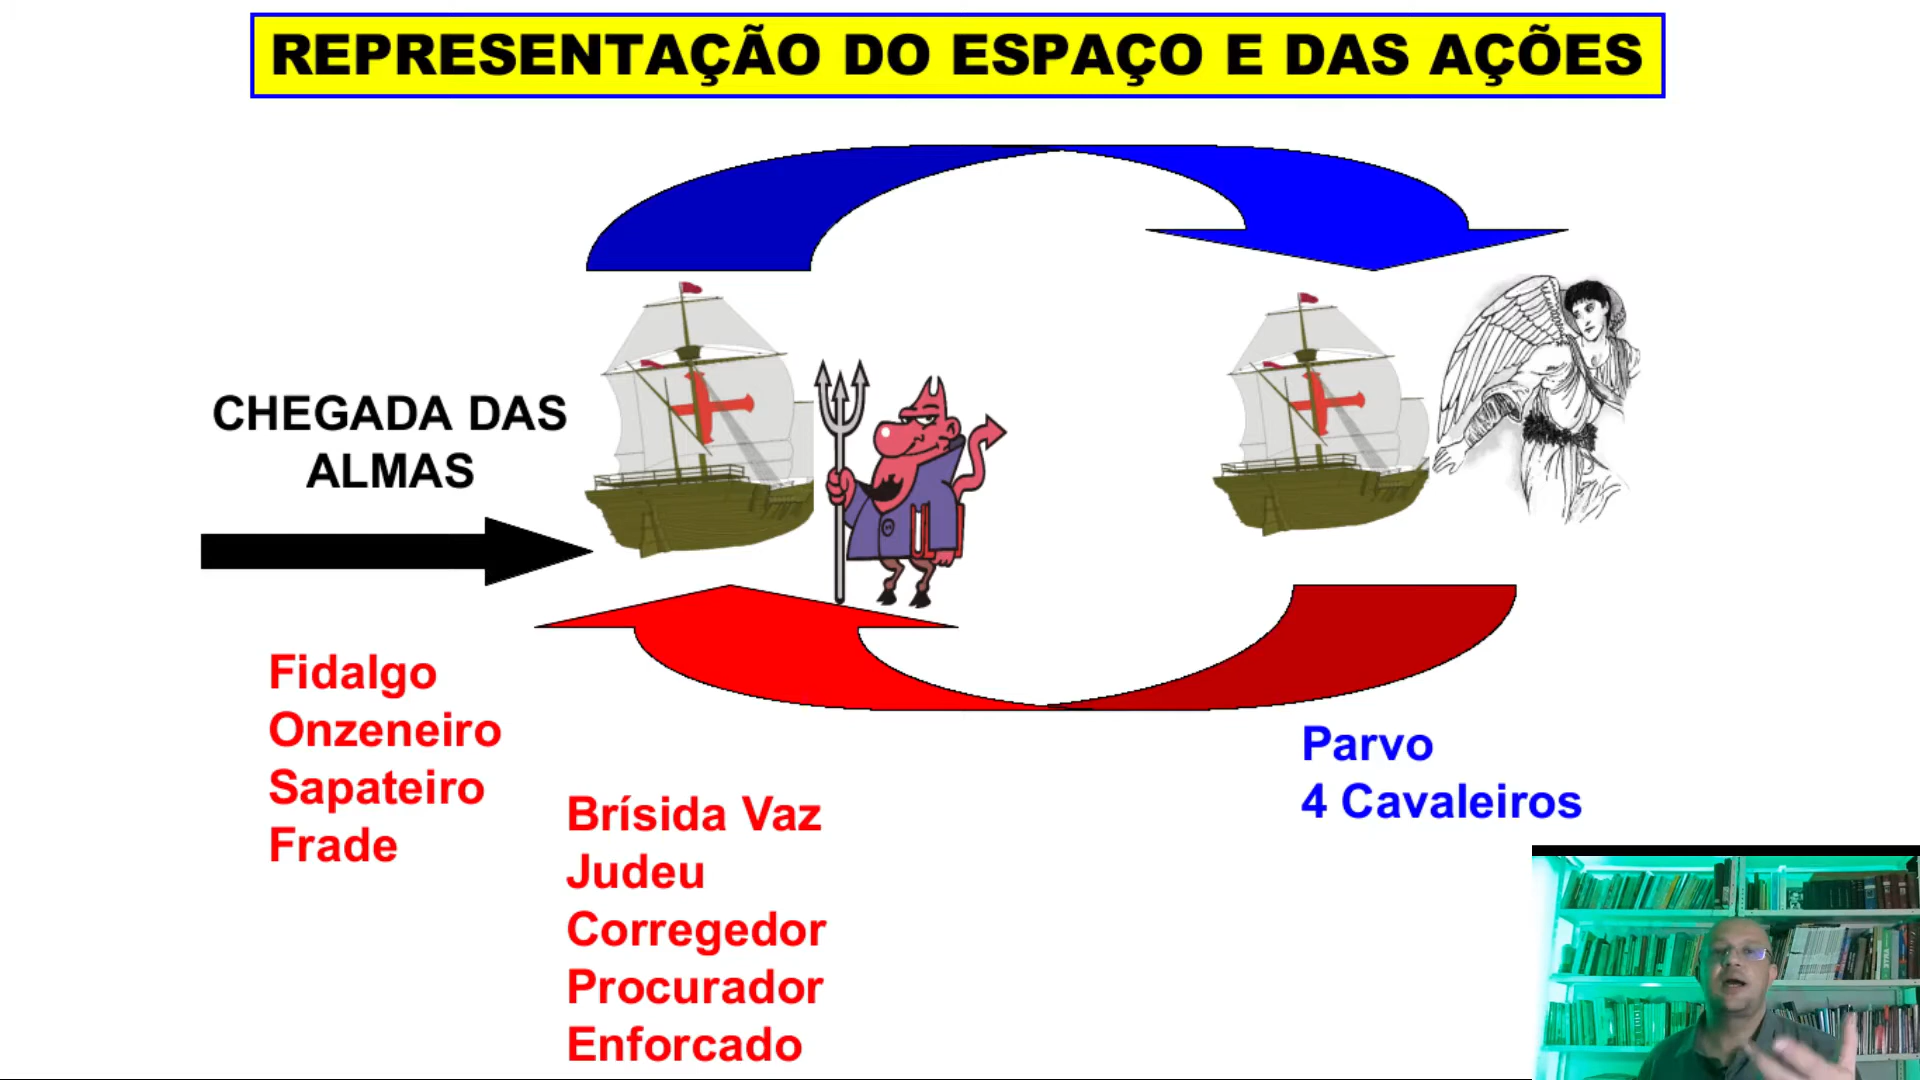 REPRESENTAÇÃO DO ESPAÇO E DAS AÇÕES
CHEGADA DAS
ALMAS
Fidalgo
Onzeneiro
Sapateiro
Frade
Brísida Vaz
Judeu
Corregedor
Procurador
Enforcado
Parvo
4 Cavaleiros